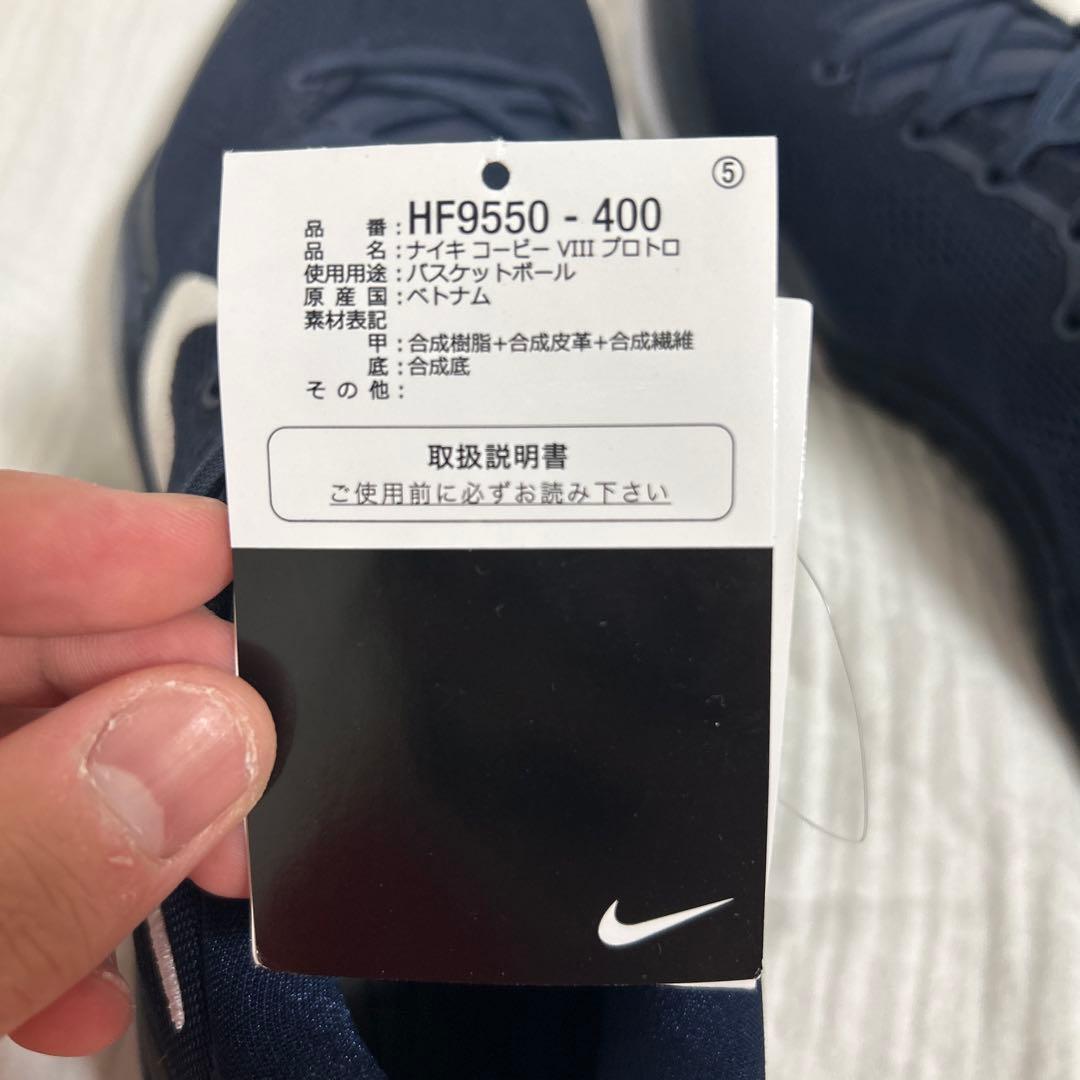 ⑤
品 番:HF9550 - 400
品 名:ナイキ コービー VIII プロトロ
使用用途:バスケットボール
原産国:ベトナム
素材表記
甲:合成樹脂+合成皮革+合成繊維
底:合成底
その他:
取扱説明書
ご使用前に必ずお読み下さい